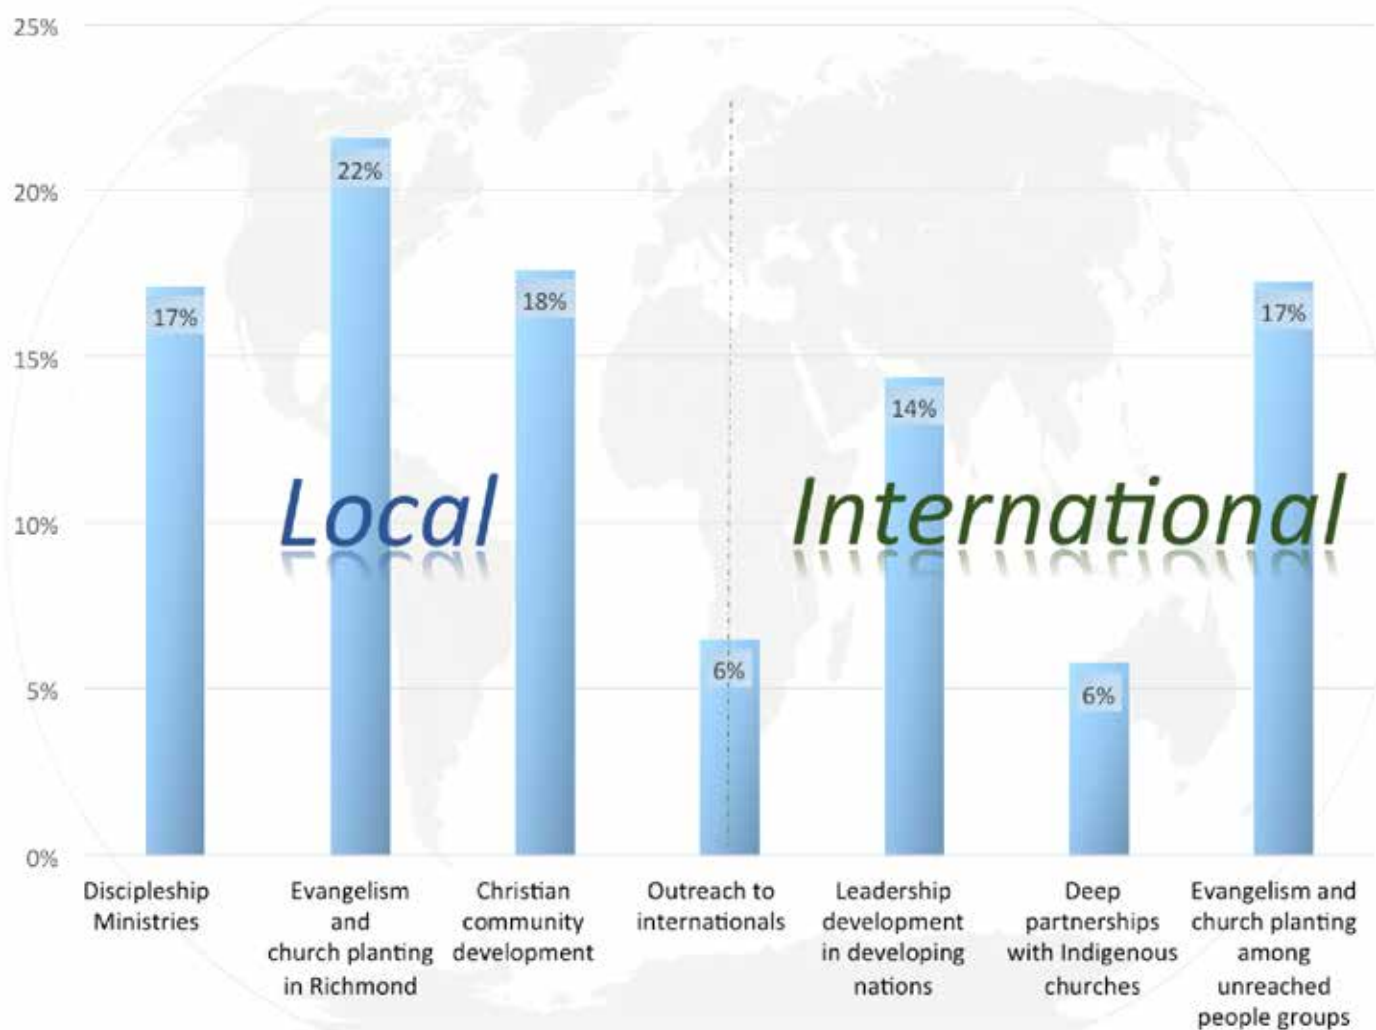 25%
20%
15%
10%
5%
0%
17%
22%
18%
6%
14%
6%
17%
Local
International
Discipleship
Ministries
Evangelism
and
church planting
in Richmond
Christian
community
development
Outreach to
internationals
Leadership
development
in developing
nations
Deep
partnerships
with Indigenous
churches
Evangelism and
church planting
among
unreached
people groups